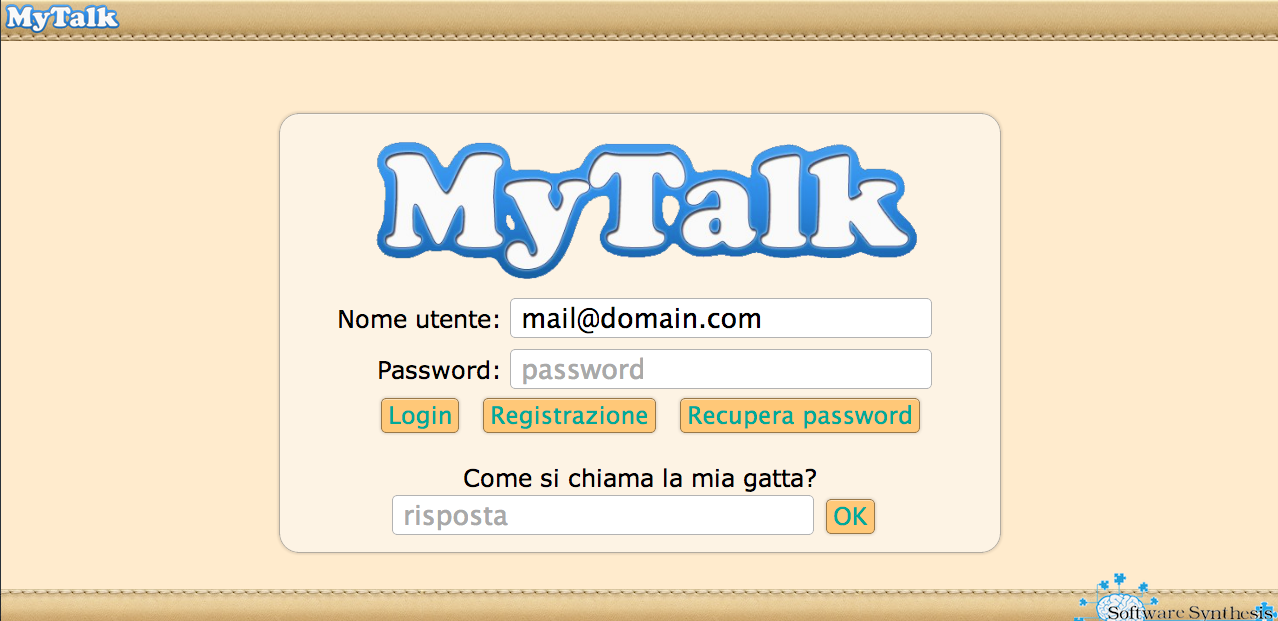 MyTalk
MyTalk
Nome utente: mail@domain.com
Password: password
Login Registrazione Recupera password
Come si chiama la mia gatta?
risposta OK
Software Synthesis